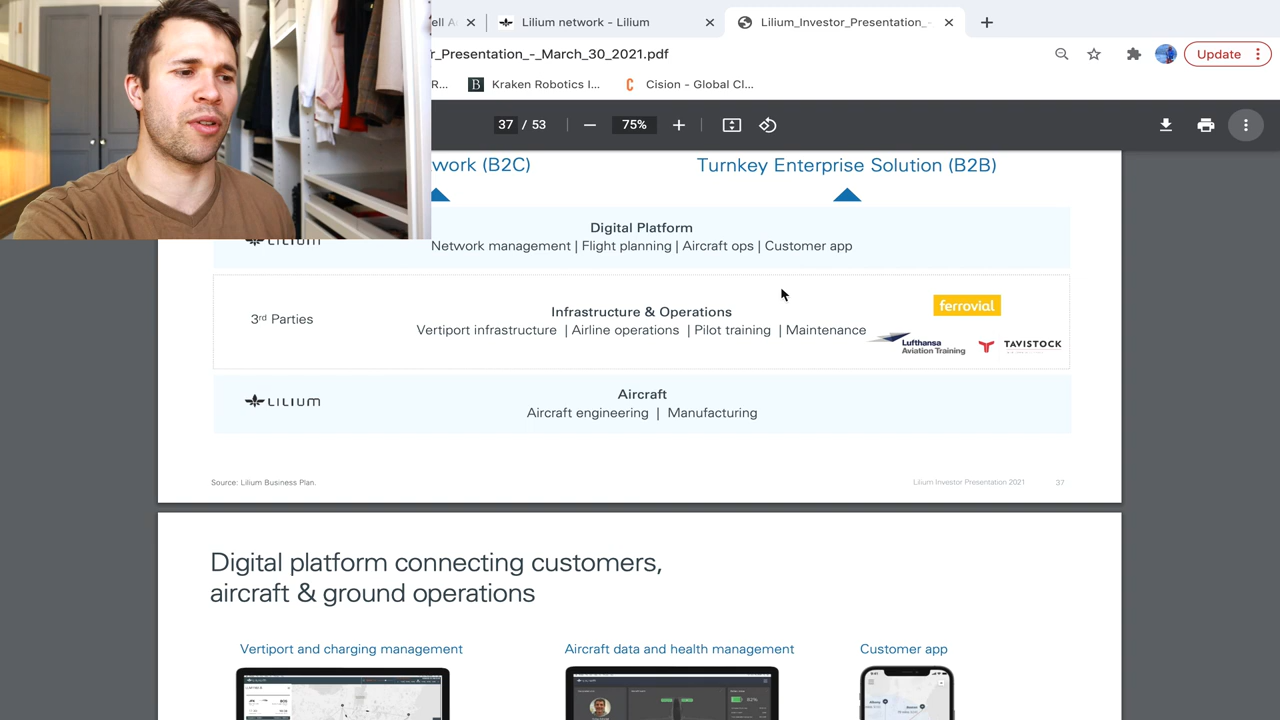 ell A
Lilium network - Lilium
Lilium_Investor_Presentation_-
r_Presentation_-_March_30_2021.pdf
Update
R...
Kraken Robotics I...
Cision - Global Cl...
37 / 53
75%
work (B2C)
Turnkey Enterprise Solution (B2B)
LILIUM
Digital Platform
Network management | Flight planning | Aircraft ops | Customer app
3rd Parties
Infrastructure & Operations
Vertiport infrastructure | Airline operations | Pilot training | Maintenance
ferrovial
Lufthansa
Aviation Training
TAVISTOCK
LILIUM
Aircraft
Aircraft engineering | Manufacturing
Source: Lilium Business Plan.
Lilium Investor Presentation 2021
37
Digital platform connecting customers,
aircraft & ground operations
Vertiport and charging management
Aircraft data and health management
Customer app